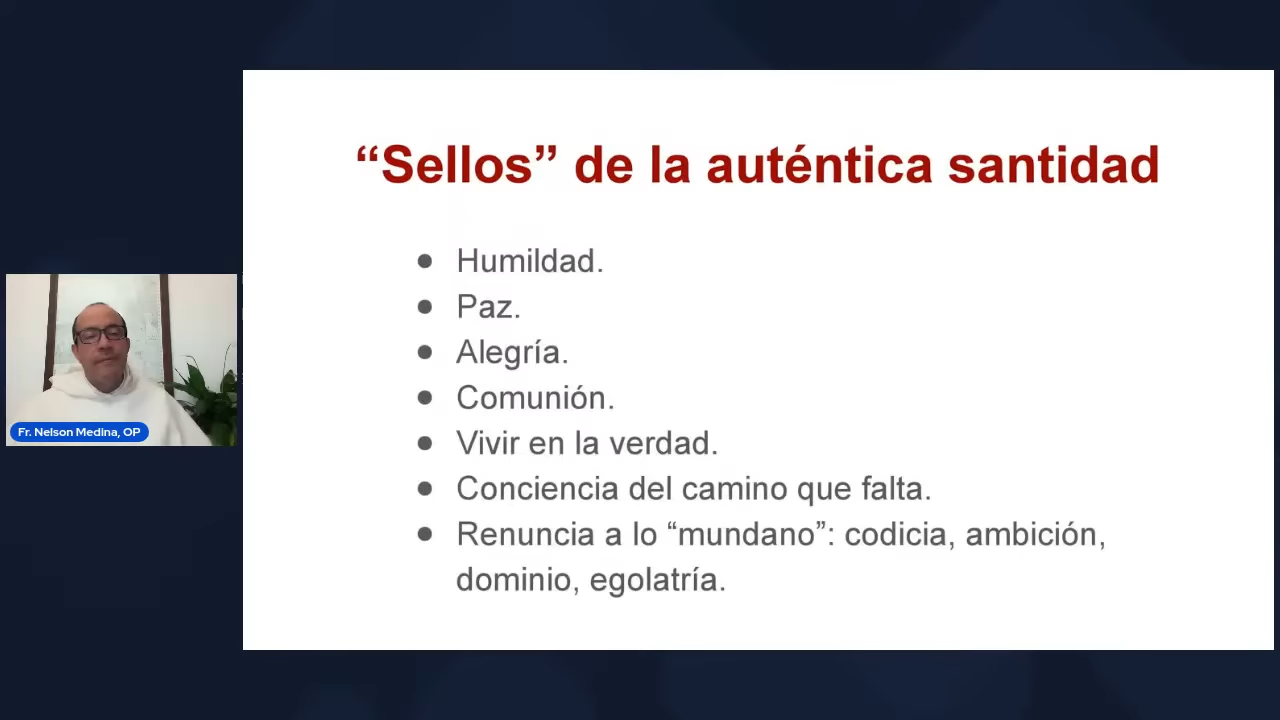 “Sellos” de la auténtica santidad
● Humildad.
● Paz.
● Alegría.
● Comunión.
● Vivir en la verdad.
● Conciencia del camino que falta.
● Renuncia a lo “mundano”: codicia, ambición,
dominio, egolatría.
Fr. Nelson Medina, OP